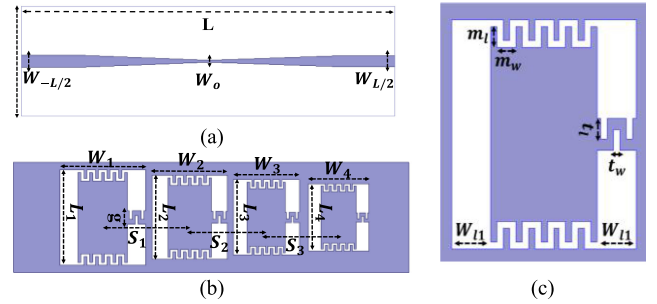 L
W_{-L/2} W_o W_{L/2}
(a)
W_1 W_2 W_3 W_4
L_1 g L_2 L_3 L_4
S_1 S_2 S_3
(b)
m_l
m_w
t_l
t_w
W_{l1} W_{l1}
(c)